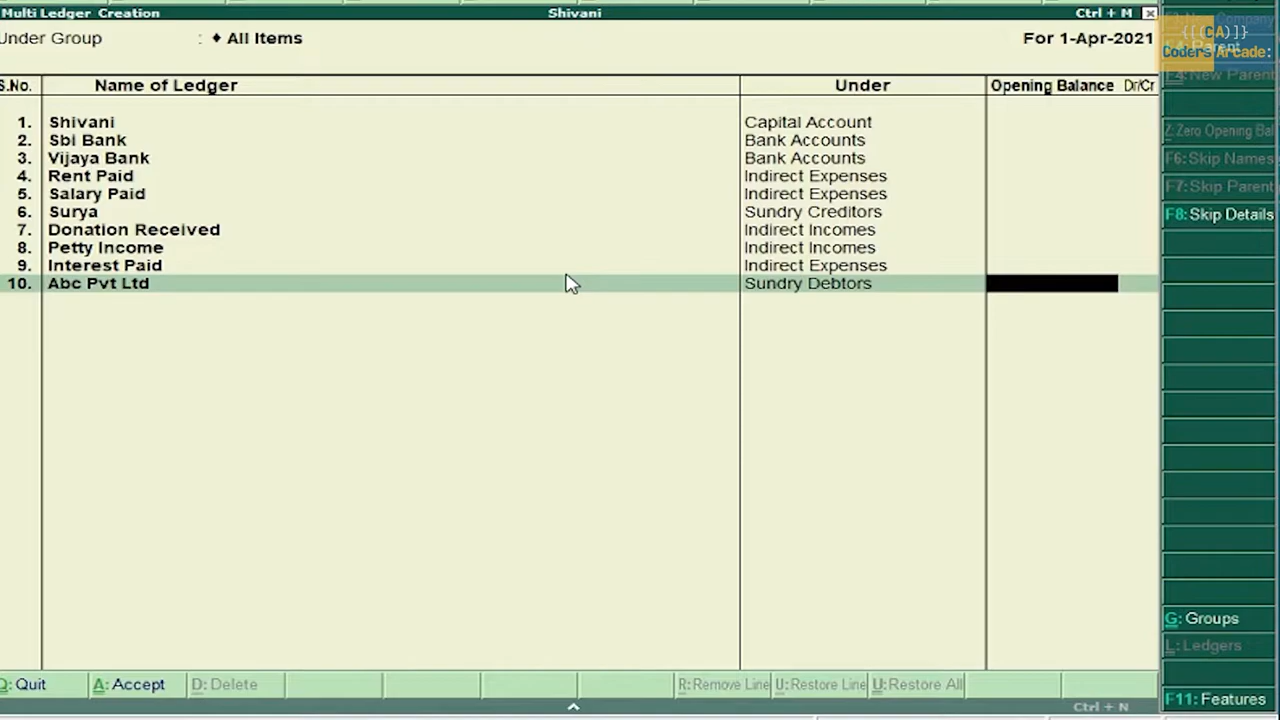 Multi Ledger Creation Shivani Ctrl + M
Under Group : ♦ All Items For 1-Apr-2021
{[(CA)]}
Coders Arcade:
S.No. Name of Ledger Under Opening Balance Dr/Cr
1. Shivani Capital Account
2. Sbi Bank Bank Accounts
3. Vijaya Bank Bank Accounts
4. Rent Paid Indirect Expenses
5. Salary Paid Indirect Expenses
6. Surya Sundry Creditors
7. Donation Received Indirect Incomes
8. Petty Income Indirect Incomes
9. Interest Paid Indirect Expenses
10. Abc Pvt Ltd Sundry Debtors
F4: New Parent
Z: Zero Opening Bal
F6: Skip Names
F7: Skip Parent
F8: Skip Details
G: Groups
L: Ledgers
F11: Features
Q: Quit A: Accept D: Delete R: Remove Line U: Restore Line U: Restore All
Ctrl + N